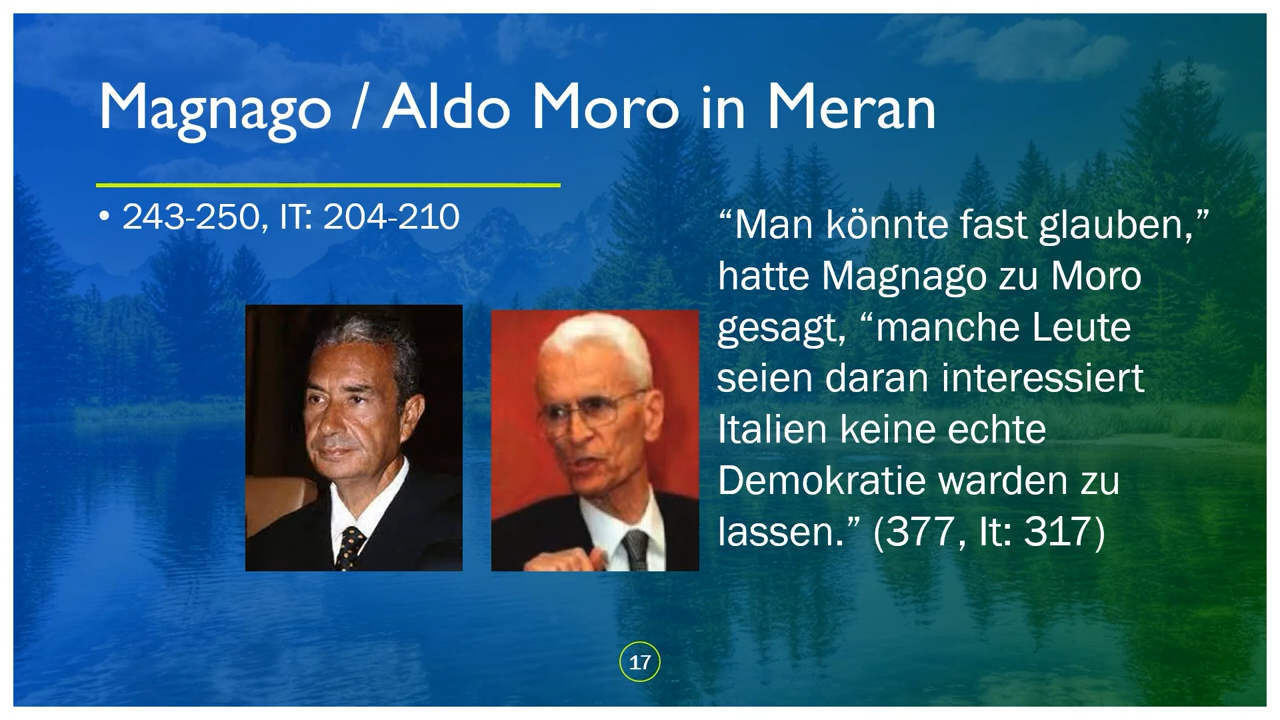 Magnago / Aldo Moro in Meran
• 243-250, IT: 204-210
“Man könnte fast glauben,”
hatte Magnago zu Moro
gesagt, “manche Leute
seien daran interessiert
Italien keine echte
Demokratie warden zu
lassen.” (377, It: 317)
17